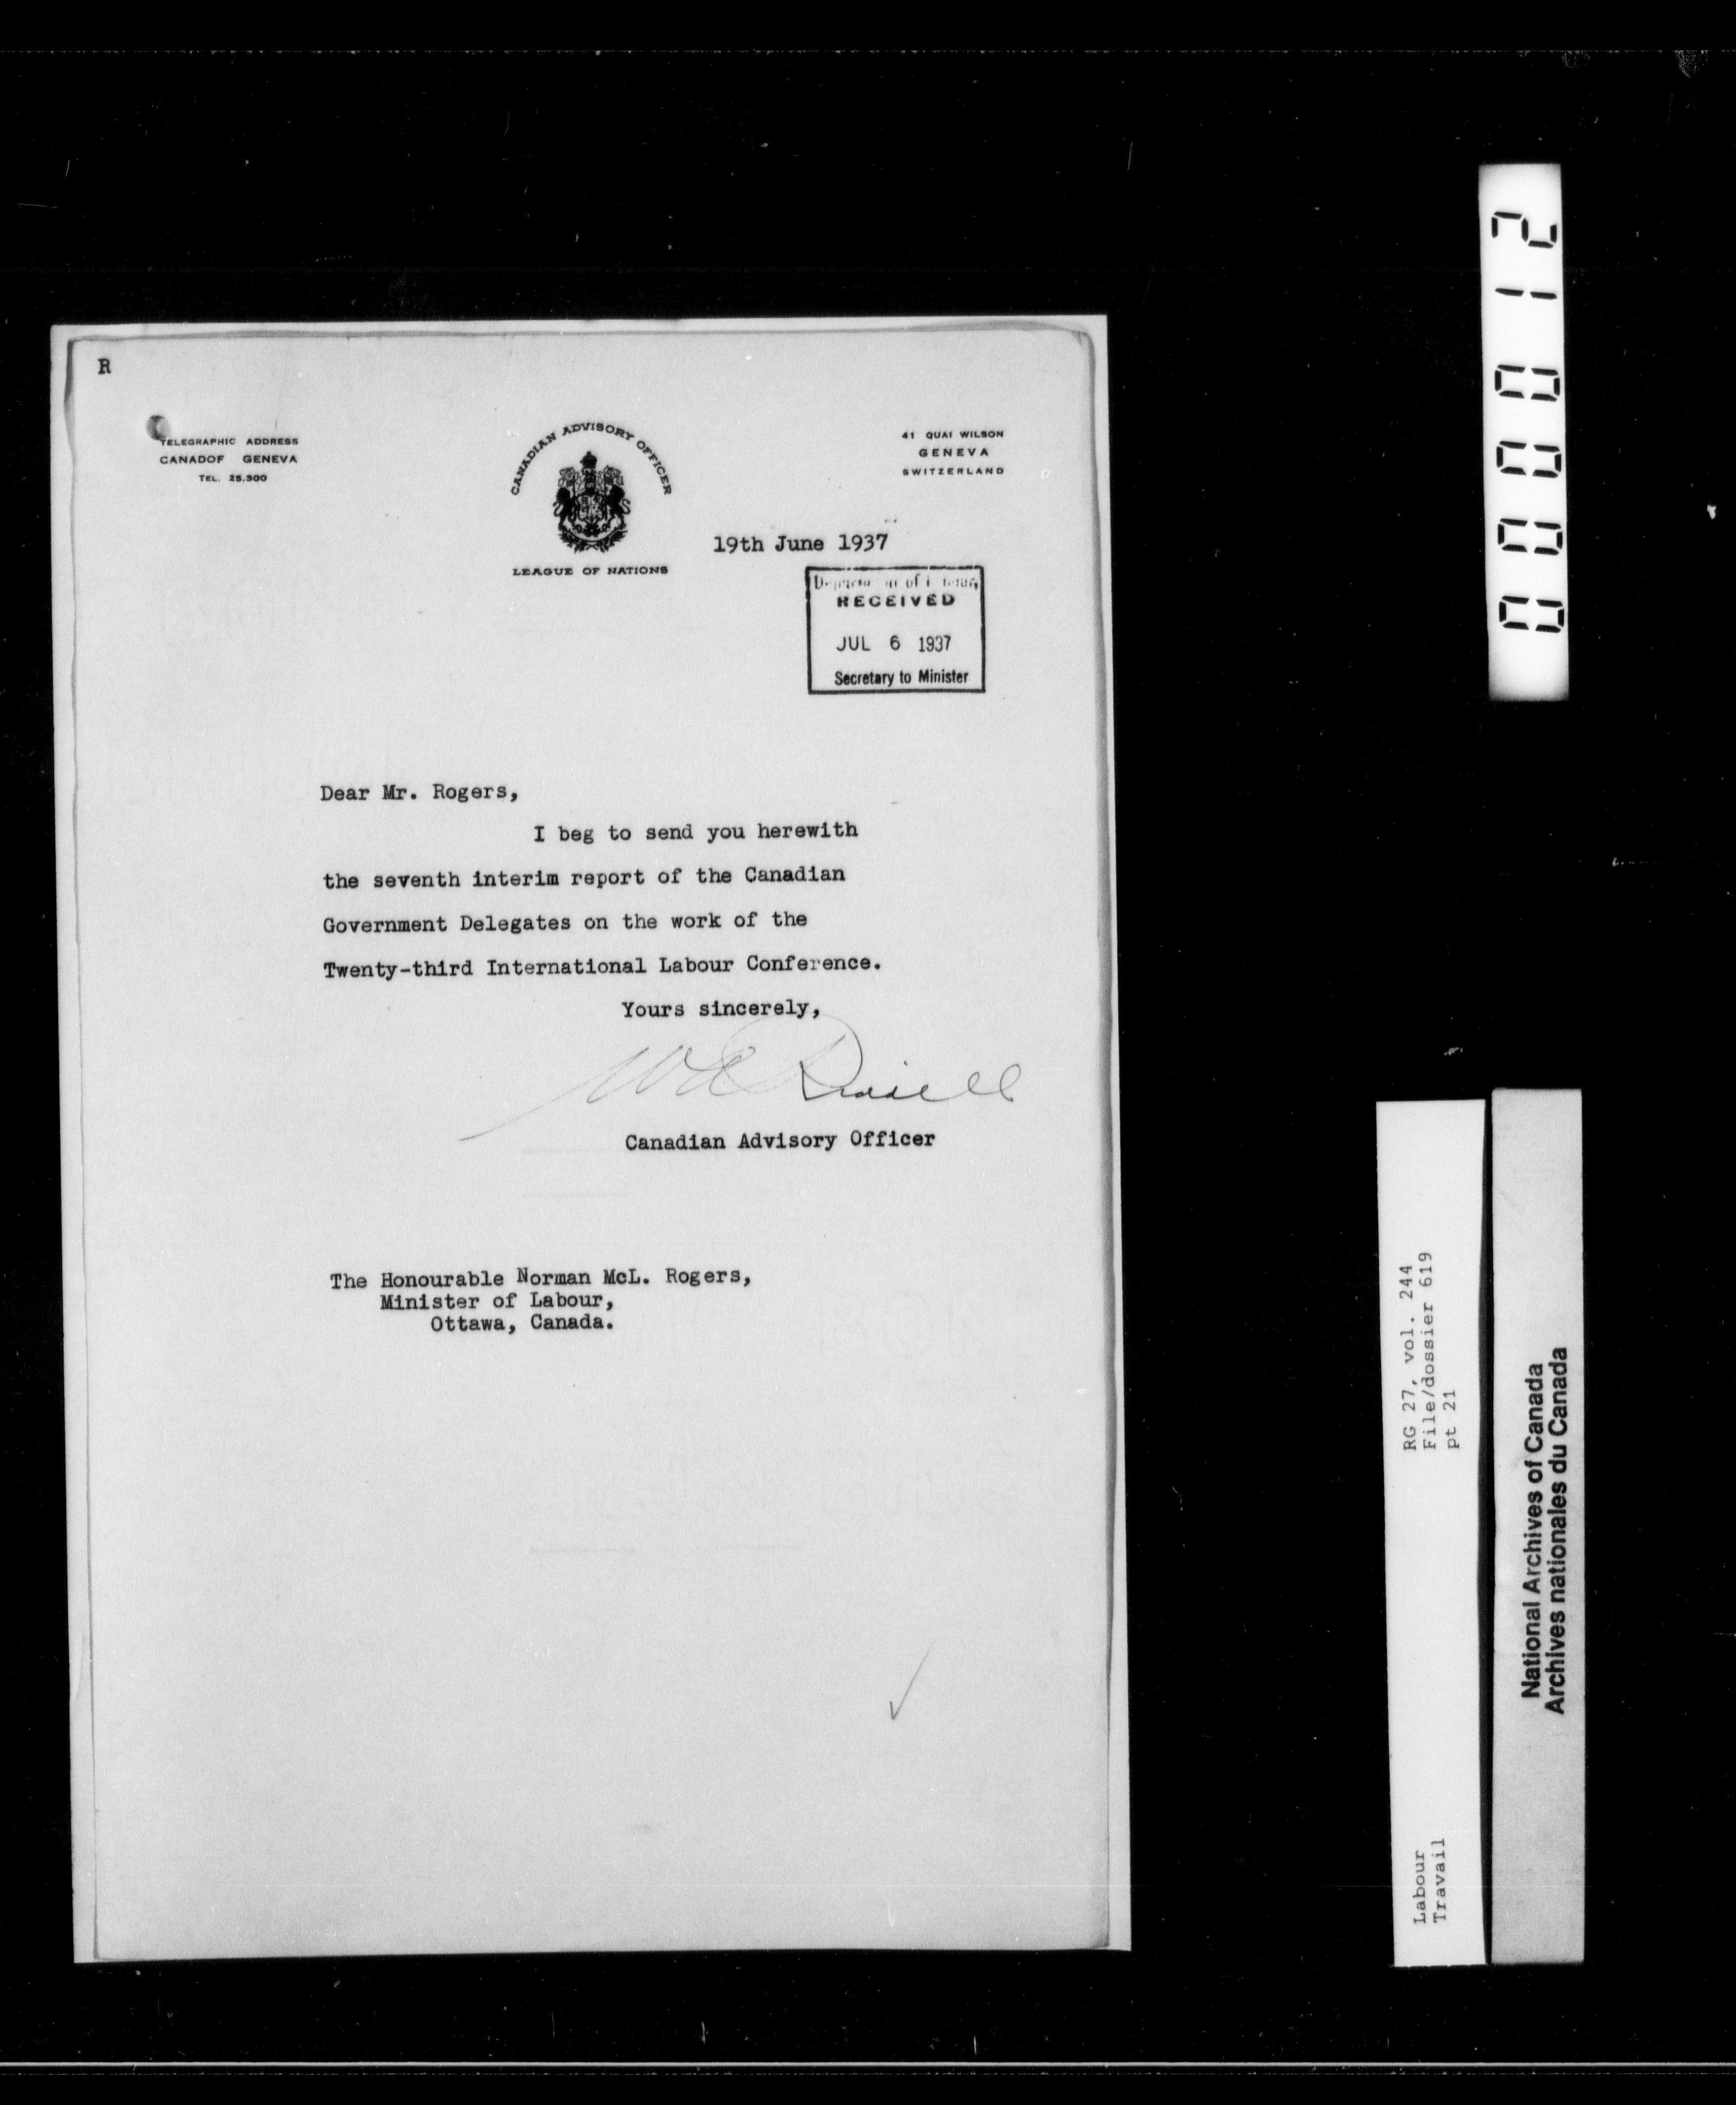 R
TELEGRAPHIC ADDRESS
CANADOF GENEVA
TEL. 25.300
CANADIAN ADVISORY OFFICER
LEAGUE OF NATIONS
41 QUAI WILSON
GENEVA
SWITZERLAND
19th June 1937
Department of Labour
RECEIVED
JUL 6 1937
Secretary to Minister
Dear Mr. Rogers,
I beg to send you herewith
the seventh interim report of the Canadian
Government Delegates on the work of the
Twenty-third International Labour Conference.
Yours sincerely,
Canadian Advisory Officer
The Honourable Norman McL. Rogers,
Minister of Labour,
Ottawa, Canada.
000012
RG 27, vol. 244
File/dossier 619
pt 21
Labour
Travail
National Archives of Canada
Archives nationales du Canada